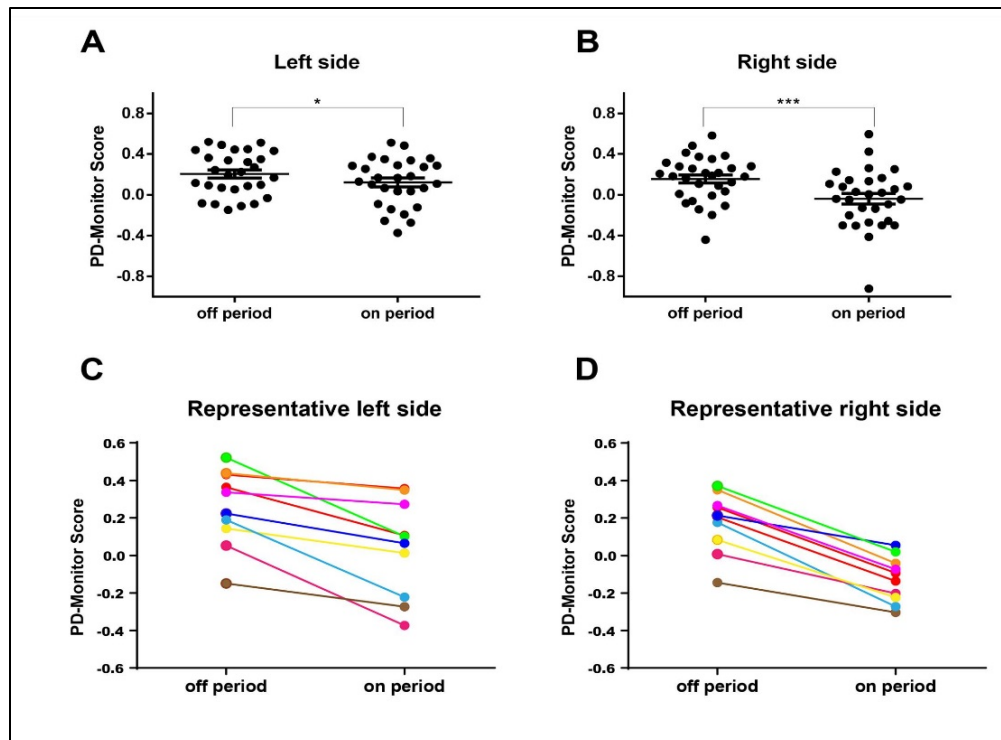 A
Left side
*
PD-Monitor Score
0.8
0.4
0.0
-0.4
-0.8
off period
on period
B
Right side
***
PD-Monitor Score
0.8
0.4
0.0
-0.4
-0.8
off period
on period
C
Representative left side
PD-Monitor Score
0.6
0.4
0.2
0.0
-0.2
-0.4
-0.6
off period
on period
D
Representative right side
PD-Monitor Score
0.6
0.4
0.2
0.0
-0.2
-0.4
-0.6
off period
on period